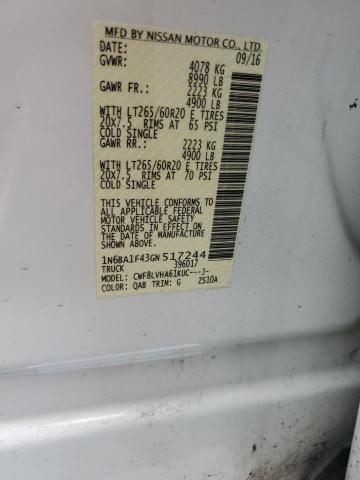 MFD BY NISSAN MOTOR CO., LTD.
DATE: 09/16
GVWR: 4078 KG
8990 LB
GAWR FR.: 2223 KG
4900 LB
WITH LT265/60R20 E TIRES
20X7.5 RIMS AT 65 PSI
COLD SINGLE
GAWR RR.: 2223 KG
4900 LB
WITH LT265/60R20 E TIRES
20X7.5 RIMS AT 70 PSI
COLD SINGLE
THIS VEHICLE CONFORMS TO
ALL APPLICABLE FEDERAL
MOTOR VEHICLE SAFETY
STANDARDS IN EFFECT ON
THE DATE OF MANUFACTURE
SHOWN ABOVE.
1N6BA1F43GN517244
TRUCK 396017
MODEL: CWF8LVHA61KUC---J-
COLOR: QAB TRIM: G ZS10A